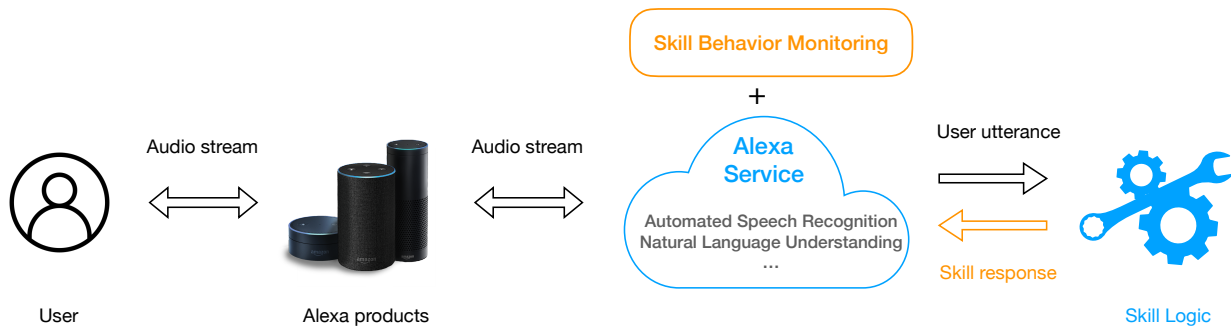 Skill Behavior Monitoring
+
Audio stream
Audio stream
Alexa
Service
User utterance
Automated Speech Recognition
Natural Language Understanding
...
Skill response
User
Alexa products
Skill Logic